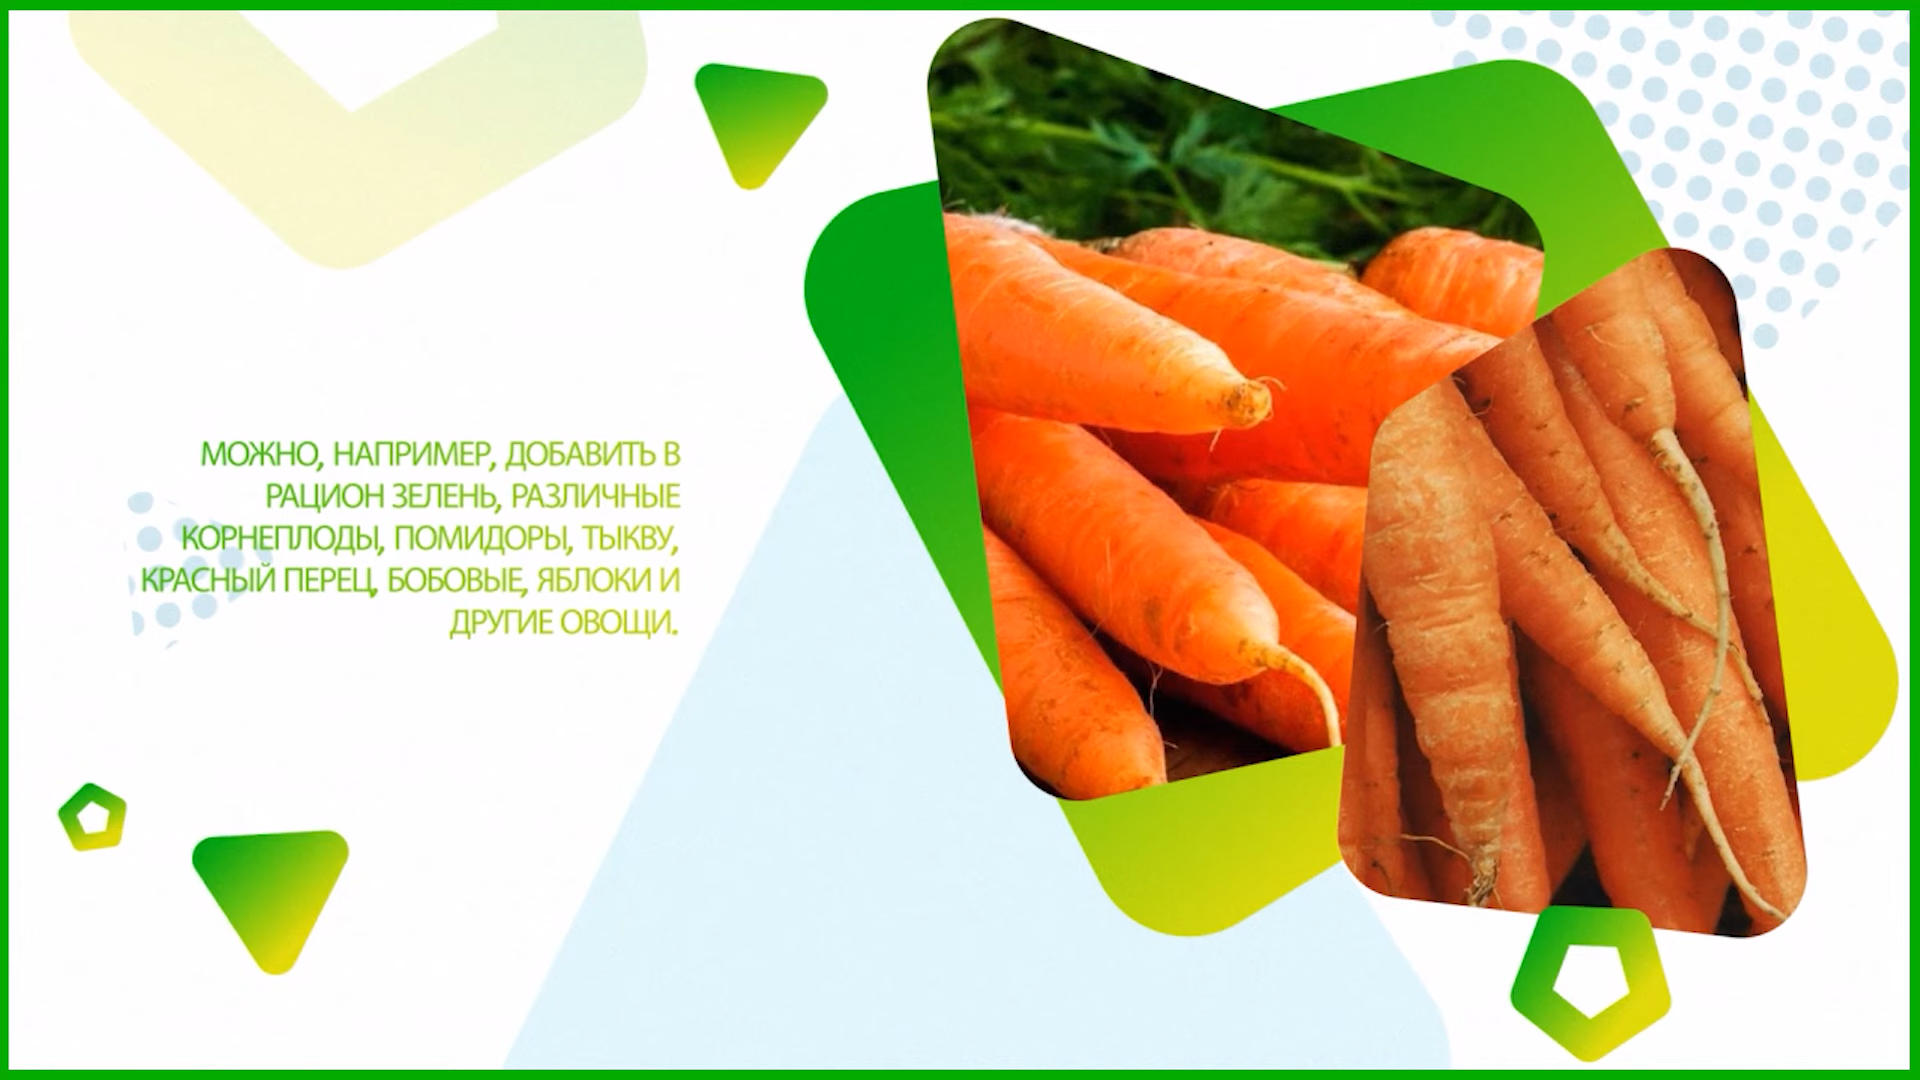 МОЖНО, НАПРИМЕР, ДОБАВИТЬ В
РАЦИОН ЗЕЛЕНЬ, РАЗЛИЧНЫЕ
КОРНЕПЛОДЫ, ПОМИДОРЫ, ТЫКВУ,
КРАСНЫЙ ПЕРЕЦ, БОБОВЫЕ, ЯБЛОКИ И
ДРУГИЕ ОВОЩИ.